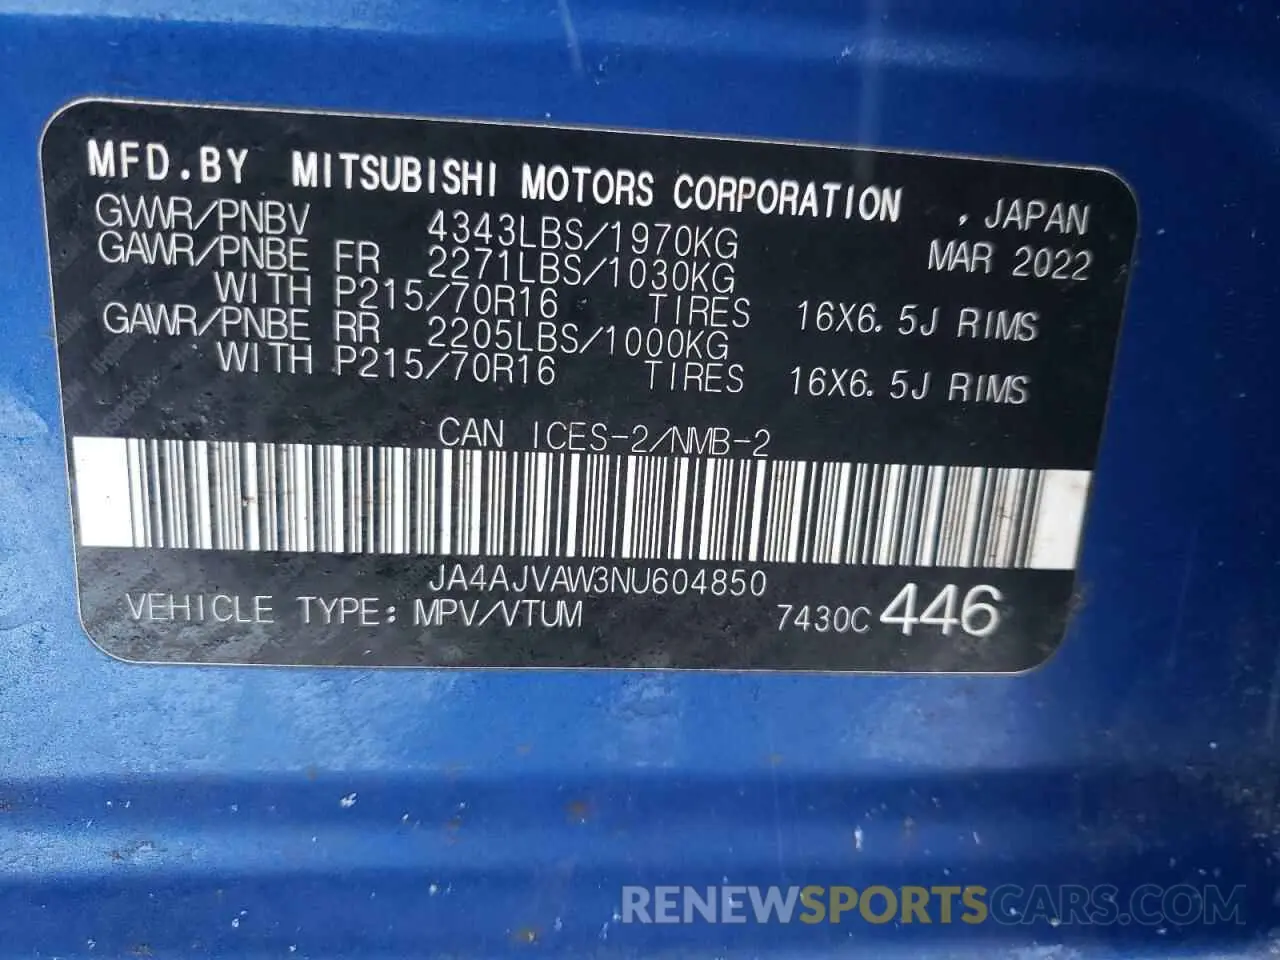 MFD.BY MITSUBISHI MOTORS CORPORATION , JAPAN
GVWR/PNBV 4343LBS/1970KG MAR 2022
GAWR/PNBE FR 2271LBS/1030KG
WITH P215/70R16 TIRES 16X6.5J RIMS
GAWR/PNBE RR 2205LBS/1000KG
WITH P215/70R16 TIRES 16X6.5J RIMS
CAN ICES-2/NMB-2
JA4AJVAW3NU604850
VEHICLE TYPE: MPV/VTUM 7430C 446
RENEWSPORTSCARS.COM